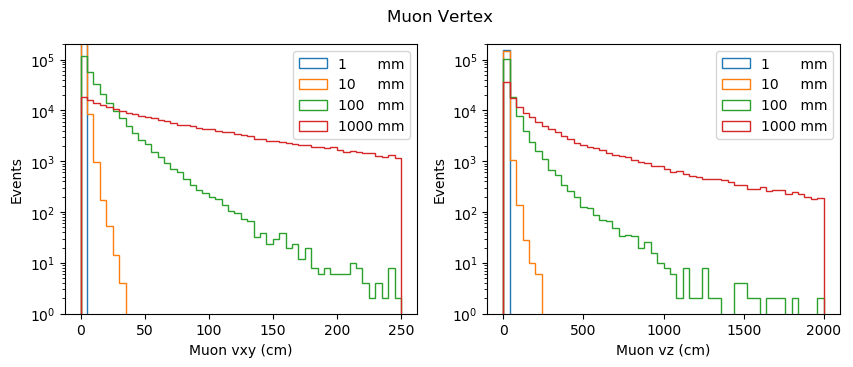 Muon Vertex
10^5
10^4
10^3
10^2
10^1
10^0
Events
0 50 100 150 200 250
Muon vxy (cm)
1 mm
10 mm
100 mm
1000 mm
10^5
10^4
10^3
10^2
10^1
10^0
Events
0 500 1000 1500 2000
Muon vz (cm)
1 mm
10 mm
100 mm
1000 mm